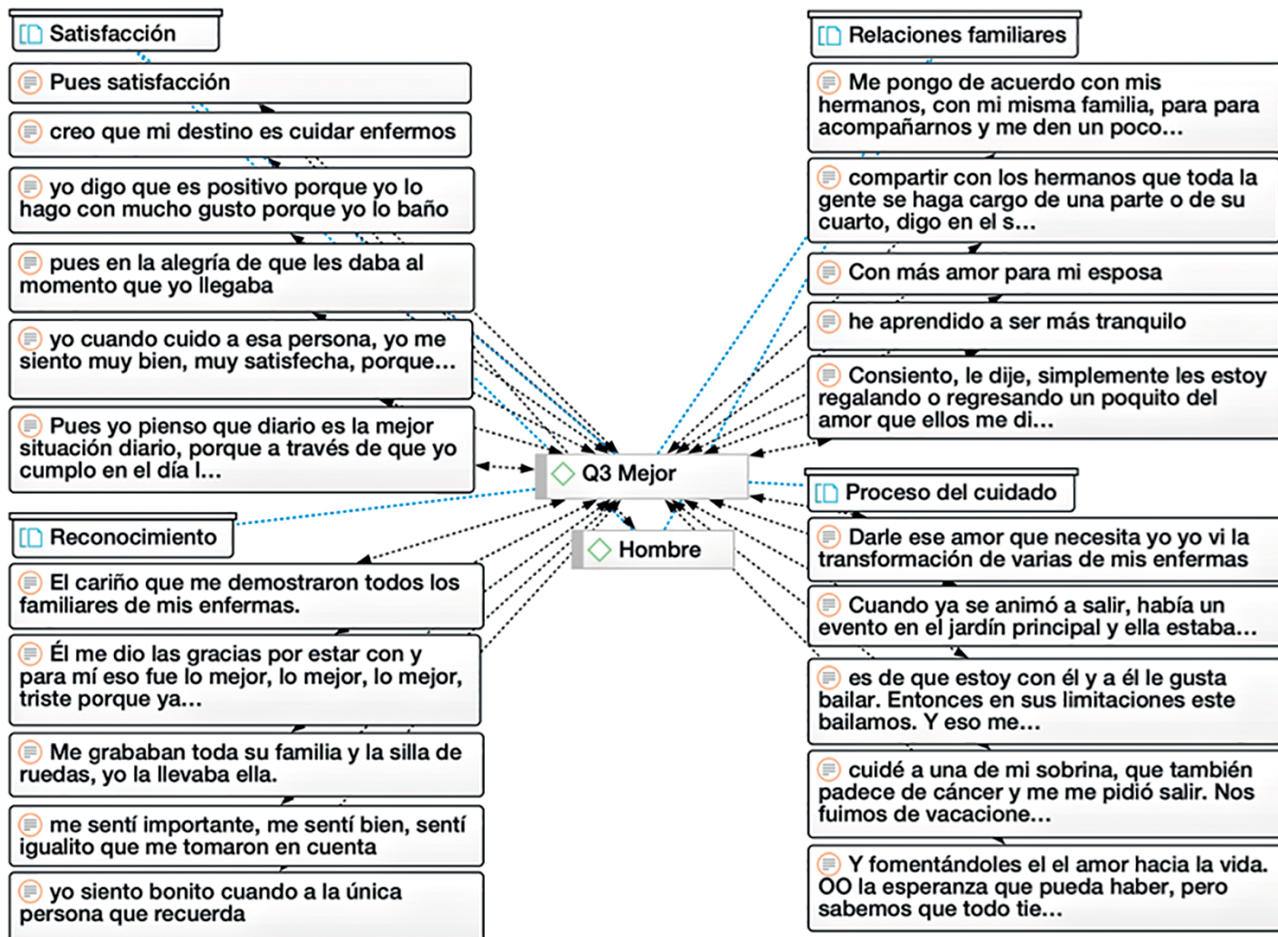 Satisfacción
Pues satisfacción
creo que mi destino es cuidar enfermos
yo digo que es positivo porque yo lo
hago con mucho gusto porque yo lo baño
pues en la alegría de que les daba al
momento que yo llegaba
yo cuando cuido a esa persona, yo me
siento muy bien, muy satisfecha, porque...
Pues yo pienso que diario es la mejor
situación diario, porque a través de que yo
cumplo en el día l...
Reconocimiento
El cariño que me demostraron todos los
familiares de mis enfermas.
Él me dio las gracias por estar con y
para mí eso fue lo mejor, lo mejor, lo mejor,
triste porque ya...
Me grababan toda su familia y la silla de
ruedas, yo la llevaba ella.
me sentí importante, me sentí bien, sentí
igualito que me tomaron en cuenta
yo siento bonito cuando a la única
persona que recuerda
Q3 Mejor
Hombre
Relaciones familiares
Me pongo de acuerdo con mis
hermanos, con mi misma familia, para para
acompañarnos y me den un poco...
compartir con los hermanos que toda la
gente se haga cargo de una parte o de su
cuarto, digo en el s...
Con más amor para mi esposa
he aprendido a ser más tranquilo
Consiento, le dije, simplemente les estoy
regalando o regresando un poquito del
amor que ellos me di...
Proceso del cuidado
Darle ese amor que necesita yo yo vi la
transformación de varias de mis enfermas
Cuando ya se animó a salir, había un
evento en el jardín principal y ella estaba...
es de que estoy con él y a él le gusta
bailar. Entonces en sus limitaciones este
bailamos. Y eso me...
cuidé a una de mi sobrina, que también
padece de cáncer y me me pidió salir. Nos
fuimos de vacacione...
Y fomentándoles el el amor hacia la vida.
OO la esperanza que pueda haber, pero
sabemos que todo tie...